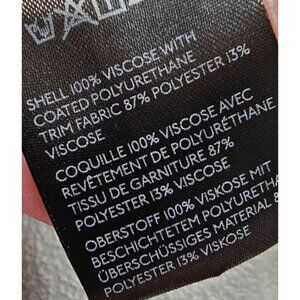 SHELL 100% VISCOSE WITH
COATED POLYURETHANE
TRIM FABRIC 87% POLYESTER 13%
VISCOSE
COQUILLE 100% VISCOSE AVEC
REVÊTEMENT DE POLYURÉTHANE
TISSU DE GARNITURE 87%
POLYESTER 13% VISCOSE
OBERSTOFF 100% VISKOSE MIT
BESCHICHTETEM POLYURETHA
ÜBERSCHÜSSIGES MATERIAL 8
POLYESTER 13% VISKOSE